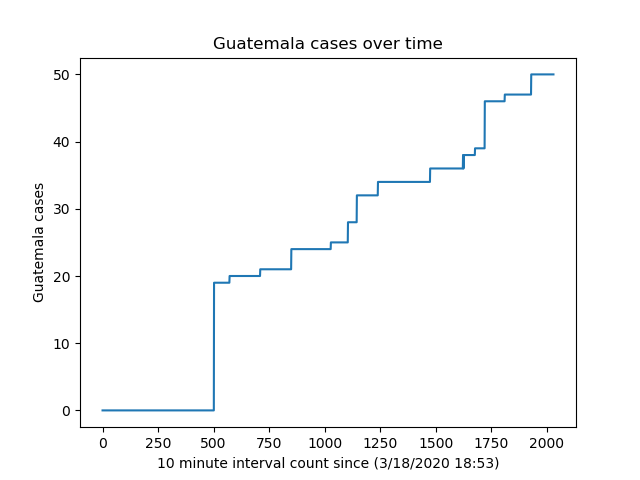 Guatemala cases over time
Guatemala cases
50
40
30
20
10
0
0 250 500 750 1000 1250 1500 1750 2000
10 minute interval count since (3/18/2020 18:53)